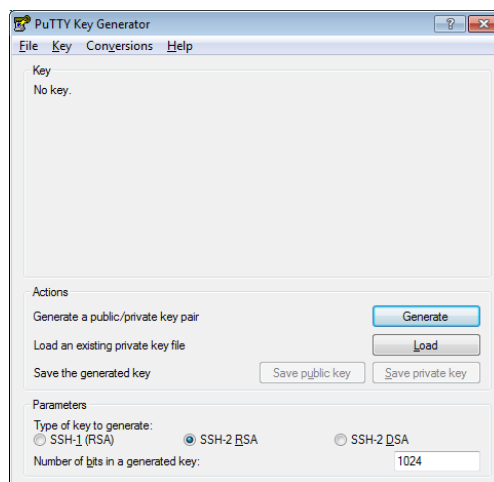 PuTTY Key Generator
File Key Conversions Help
Key
No key.
Actions
Generate a public/private key pair Generate
Load an existing private key file Load
Save the generated key Save public key Save private key
Parameters
Type of key to generate:
SSH-1 (RSA) SSH-2 RSA SSH-2 DSA
Number of bits in a generated key: 1024